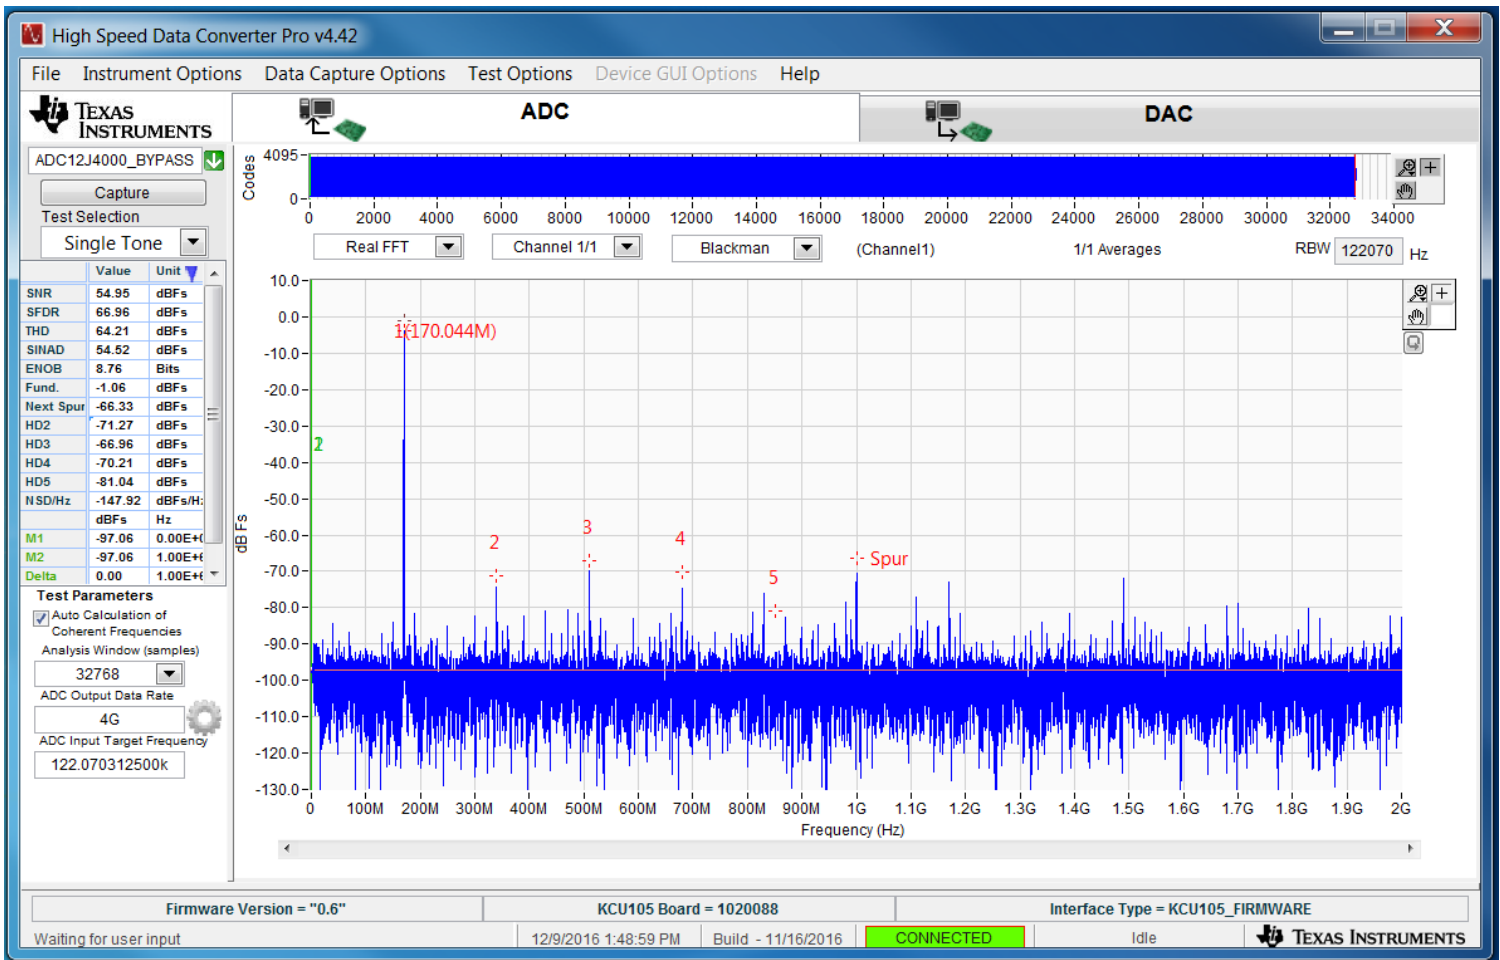 High Speed Data Converter Pro v4.42
File Instrument Options Data Capture Options Test Options Device GUI Options Help
TEXAS INSTRUMENTS
ADC
DAC
ADC12J4000_BYPASS
Capture
Test Selection
Single Tone
Value Unit
SNR 54.95 dBFs
SFDR 66.96 dBFs
THD 64.21 dBFs
SINAD 54.52 dBFs
ENOB 8.76 Bits
Fund. -1.06 dBFs
Next Spur -66.33 dBFs
HD2 -71.27 dBFs
HD3 -66.96 dBFs
HD4 -70.21 dBFs
HD5 -81.04 dBFs
NSD/Hz -147.92 dBFs/H:
dBFs Hz
M1 -97.06 0.00E+(
M2 -97.06 1.00E+6
Delta 0.00 1.00E+6
Test Parameters
Auto Calculation of
Coherent Frequencies
Analysis Window (samples)
32768
ADC Output Data Rate
4G
ADC Input Target Frequency
122.070312500k
Codes
4095
0
0 2000 4000 6000 8000 10000 12000 14000 16000 18000 20000 22000 24000 26000 28000 30000 32000 34000
Real FFT Channel 1/1 Blackman (Channel1) 1/1 Averages RBW 122070 Hz
dBFs
10.0
0.0
-10.0
-20.0
-30.0
-40.0
-50.0
-60.0
-70.0
-80.0
-90.0
-100.0
-110.0
-120.0
-130.0
1(170.044M)
2
3
4
5
Spur
0 100M 200M 300M 400M 500M 600M 700M 800M 900M 1G 1.1G 1.2G 1.3G 1.4G 1.5G 1.6G 1.7G 1.8G 1.9G 2G
Frequency (Hz)
Firmware Version = "0.6" KCU105 Board = 1020088 Interface Type = KCU105_FIRMWARE
Waiting for user input 12/9/2016 1:48:59 PM Build - 11/16/2016 CONNECTED Idle TEXAS INSTRUMENTS